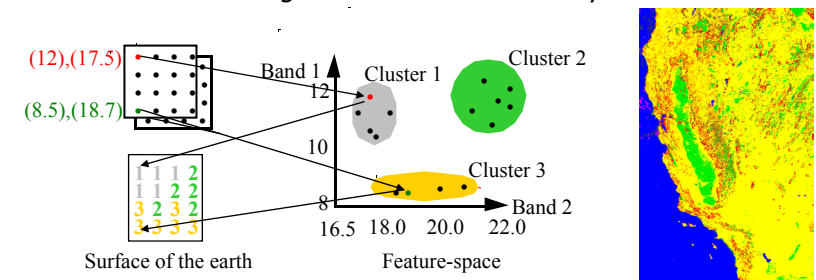 (12),(17.5)
(8.5),(18.7)
1 1 1 2
1 1 2 2
3 2 3 2
3 3 3 3
Surface of the earth
Band 1
12
10
8
Cluster 1
Cluster 2
Cluster 3
Band 2
16.5 18.0 20.0 22.0
Feature-space